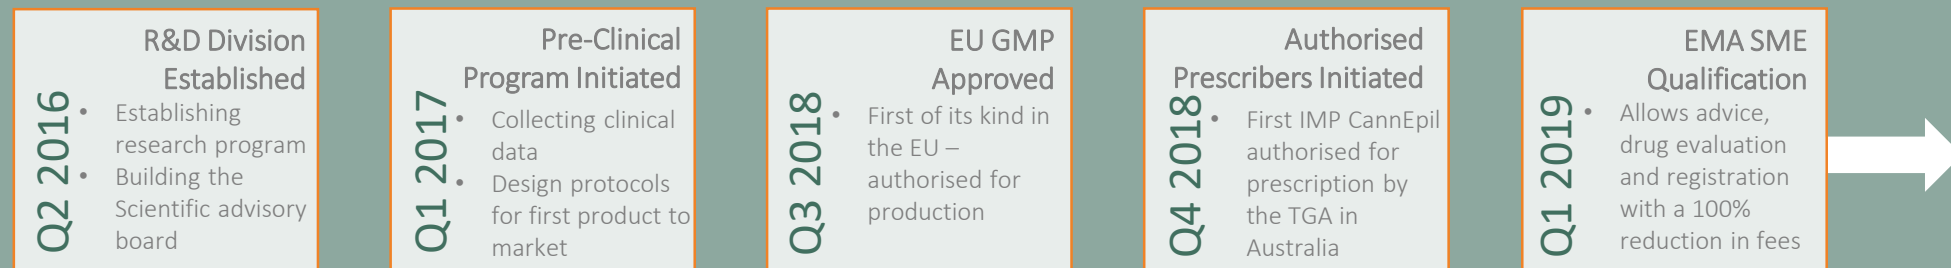 R&D Division
Established
Q2 2016
• Establishing
research program
• Building the
Scientific advisory
board
Pre-Clinical
Program Initiated
Q1 2017
• Collecting clinical
data
• Design protocols
for first product to
market
EU GMP
Approved
Q3 2018
• First of its kind in
the EU –
authorised for
production
Authorised
Prescribers Initiated
Q4 2018
• First IMP CannEpil
authorised for
prescription by
the TGA in
Australia
EMA SME
Qualification
Q1 2019
• Allows advice,
drug evaluation
and registration
with a 100%
reduction in fees